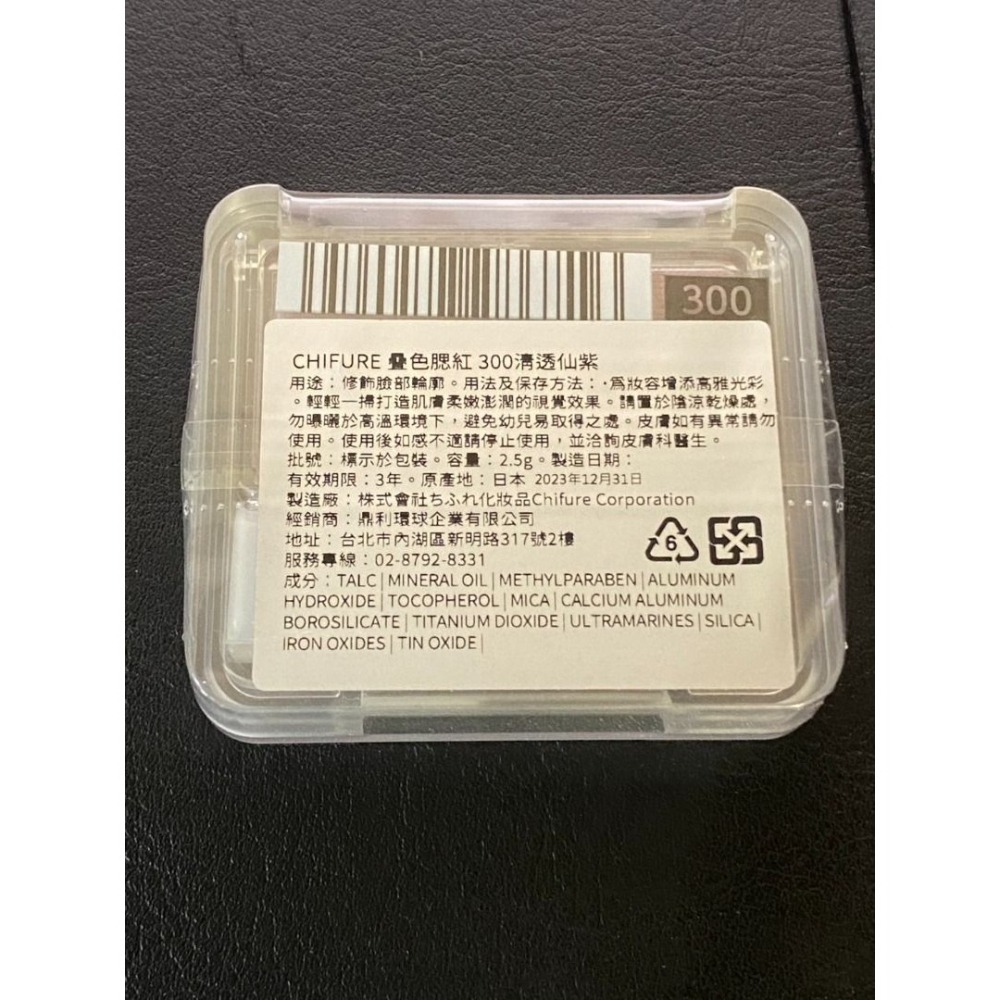 300
CHIFURE 疊色腮紅 300清透仙紫
用途：修飾臉部輪廓。用法及保存方法：·為妝容增添高雅光彩
。輕輕一掃打造肌膚柔嫩澎潤的視覺效果。請置於陰涼乾燥處，
勿曝曬於高溫環境下，避免幼兒易取得之處。皮膚如有異常請勿
使用。使用後如感不適請停止使用，並洽詢皮膚科醫生。
批號：標示於包裝。容量：2.5g。製造日期：
有效期限：3年。原產地：日本 2023年12月31日
製造廠：株式會社ちふれ化妝品Chifure Corporation
經銷商：鼎利環球企業有限公司
地址：台北市內湖區新明路317號2樓
服務專線：02-8792-8331
6
成分：TALC | MINERAL OIL | METHYLPARABEN | ALUMINUM
HYDROXIDE | TOCOPHEROL | MICA | CALCIUM ALUMINUM
BOROSILICATE | TITANIUM DIOXIDE | ULTRAMARINES | SILICA |
IRON OXIDES | TIN OXIDE |